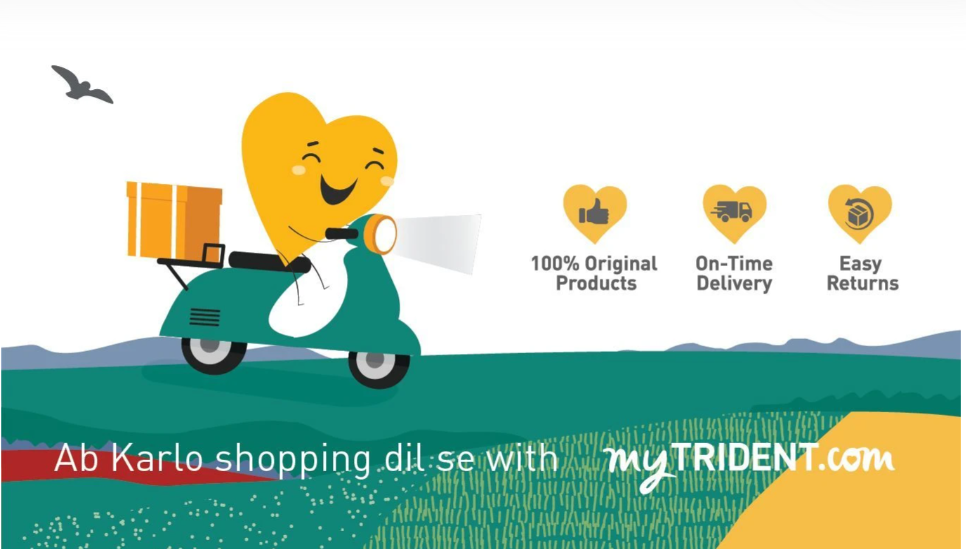 100% Original
Products
On-Time
Delivery
Easy
Returns
Ab Karlo shopping dil se with myTRIDENT.com